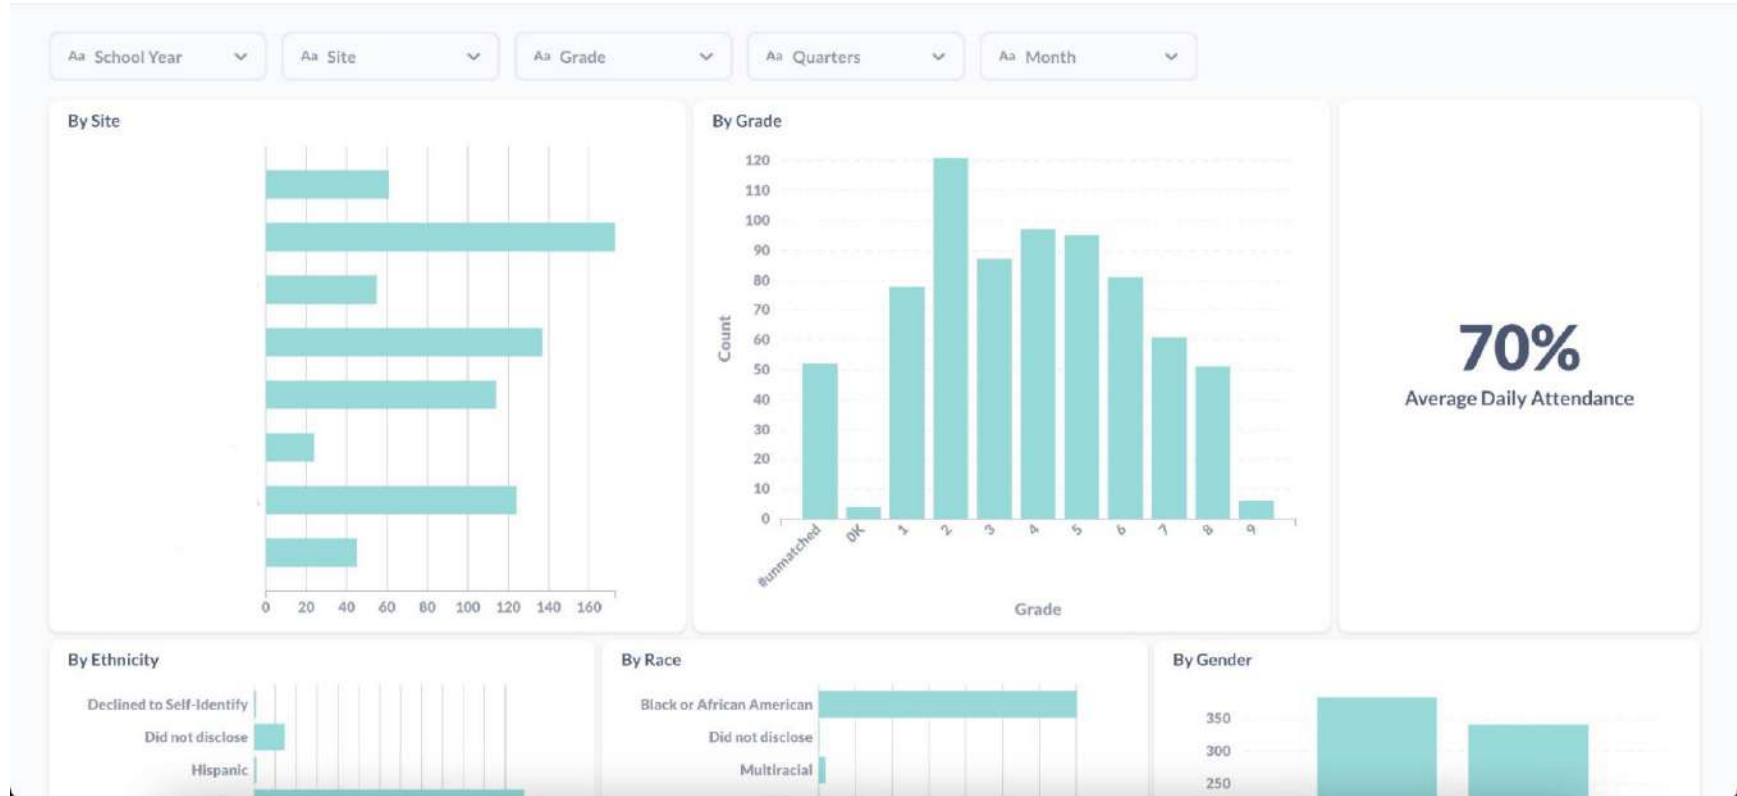 Aa School Year
Aa Site
Aa Grade
Aa Quarters
Aa Month
By Site
0 20 40 60 80 100 120 140 160
By Grade
120
110
100
90
80
70
60
50
40
30
20
10
0
Count
#unmatched 0K 1 2 3 4 5 6 7 8 9
Grade
70%
Average Daily Attendance
By Ethnicity
Declined to Self-Identify
Did not disclose
Hispanic
By Race
Black or African American
Did not disclose
Multiracial
By Gender
350
300
250